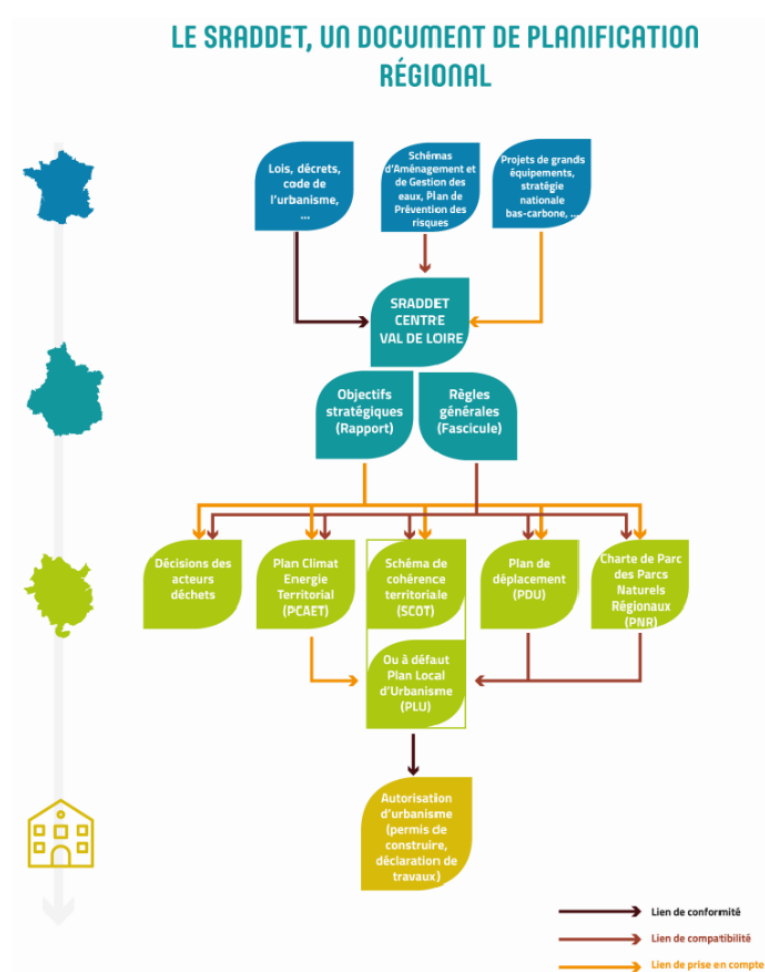 LE SRADDET, UN DOCUMENT DE PLANIFICATION
RÉGIONAL
Lois, décrets,
code de
l'urbanisme,
...
Schémas
d'Aménagement et
de Gestion des
eaux, Plan de
Prévention des
risques
Projets de grands
équipements,
stratégie
nationale
bas-carbone, ...
SRADDET
CENTRE
VAL DE LOIRE
Objectifs
stratégiques
(Rapport)
Règles
générales
(Fascicule)
Décisions des
acteurs
déchets
Plan Climat
Energie
Territorial
(PCAET)
Schéma de
cohérence
territoriale
(SCOT)
Plan de
déplacement
(PDU)
Charte de Parc
des Parcs
Naturels
Régionaux
(PNR)
Ou à défaut
Plan Local
d'Urbanisme
(PLU)
Autorisation
d'urbanisme
(permis de
construire,
déclaration de
travaux)
Lien de conformité
Lien de compatibilité
Lien de prise en compte